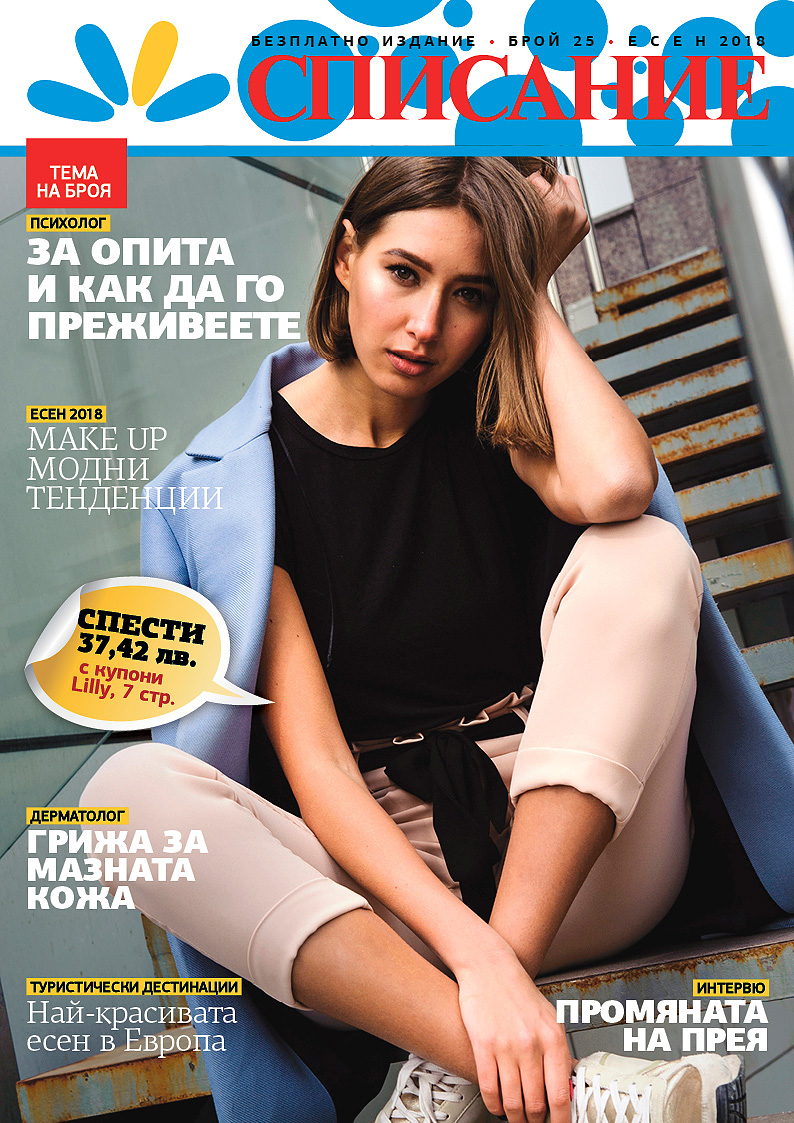 БЕЗПЛАТНО ИЗДАНИЕ • БРОЙ 25 • ЕСЕН 2018
СПИСАНИЕ
ТЕМА
НА БРОЯ
ПСИХОЛОГ
ЗА ОПИТА
И КАК ДА ГО
ПРЕЖИВЕЕТЕ
ЕСЕН 2018
MAKE UP
МОДНИ
ТЕНДЕНЦИИ
СПЕСТИ
37,42 лв.
с купони
Lilly, 7 стр.
ДЕРМАТОЛОГ
ГРИЖА ЗА
МАЗНАТА
КОЖА
ТУРИСТИЧЕСКИ ДЕСТИНАЦИИ
Най-красивата
есен в Европа
ИНТЕРВЮ
ПРОМЯНАТА
НА ПРЕЯ